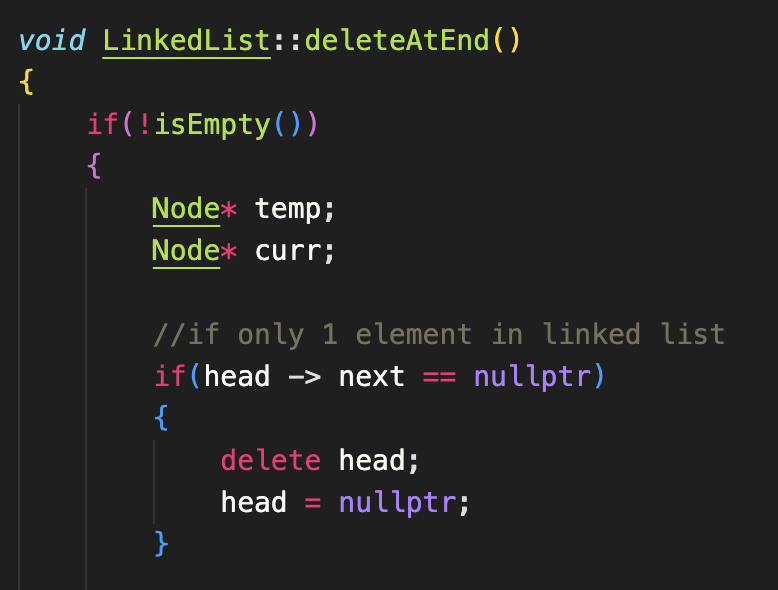 void LinkedList::deleteAtEnd()
{
if(!isEmpty())
{
Node* temp;
Node* curr;
//if only 1 element in linked list
if(head -> next == nullptr)
{
delete head;
head = nullptr;
}